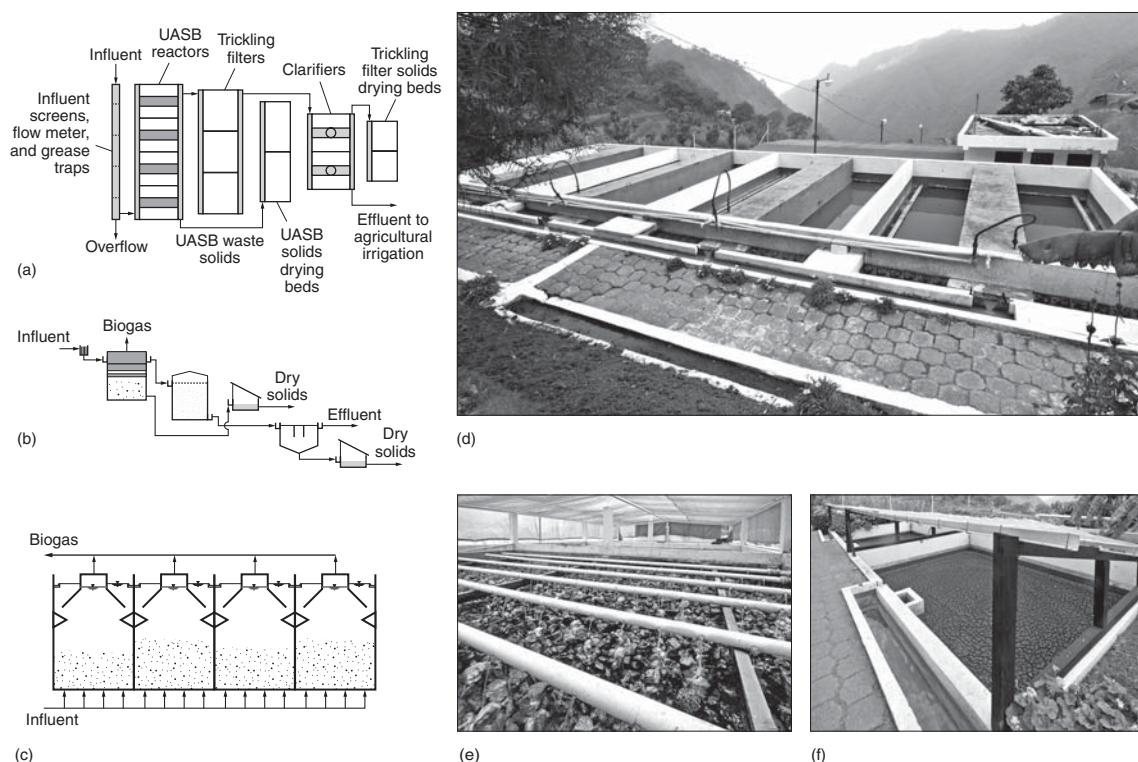 (a)
Influent
UASB
reactors
Trickling
filters
Clarifiers
Trickling
filter solids
drying beds
Influent
screens,
flow meter,
and grease
traps
Overflow
UASB waste
solids
UASB
solids
drying
beds
Effluent to
agricultural
irrigation
(b)
Influent
Biogas
Dry
solids
Effluent
Dry
solids
(c)
Biogas
Influent
(d)
(e)
(f)